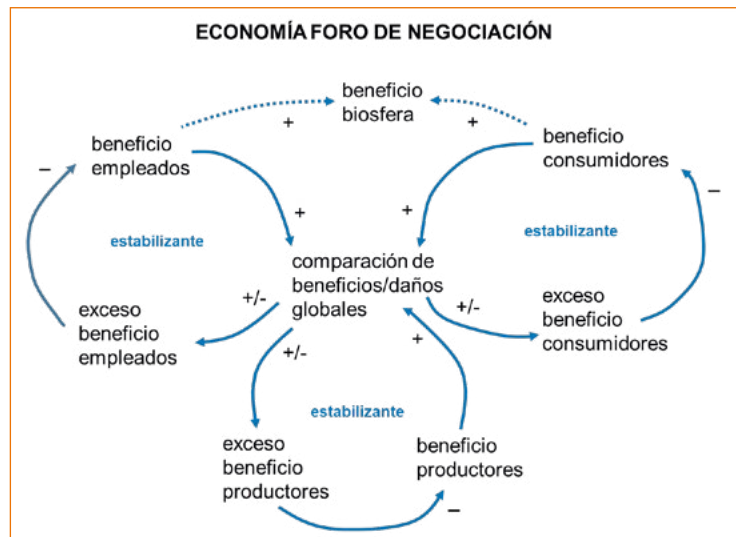 ECONOMÍA FORO DE NEGOCIACIÓN
beneficio
biosfera
+
+
beneficio
empleados
beneficio
consumidores
–
–
+
+
estabilizante
estabilizante
comparación de
beneficios/daños
globales
+/-
+/-
exceso
beneficio
empleados
exceso
beneficio
consumidores
+/-
+
estabilizante
exceso
beneficio
productores
beneficio
productores
–